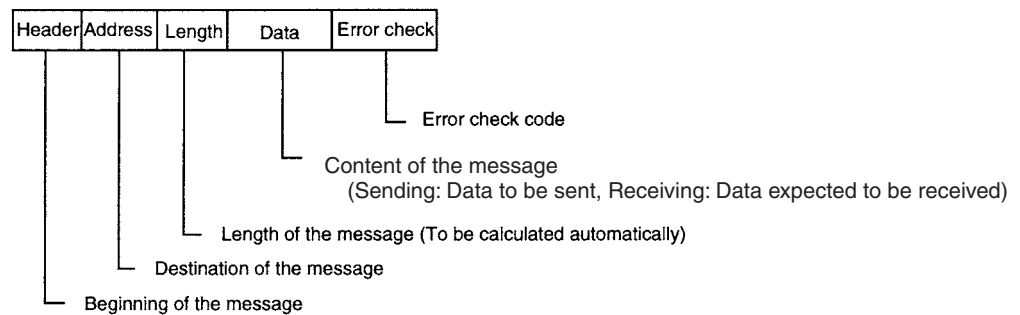 Header Address Length Data Error check
Error check code
Content of the message
(Sending: Data to be sent, Receiving: Data expected to be received)
Length of the message (To be calculated automatically)
Destination of the message
Beginning of the message